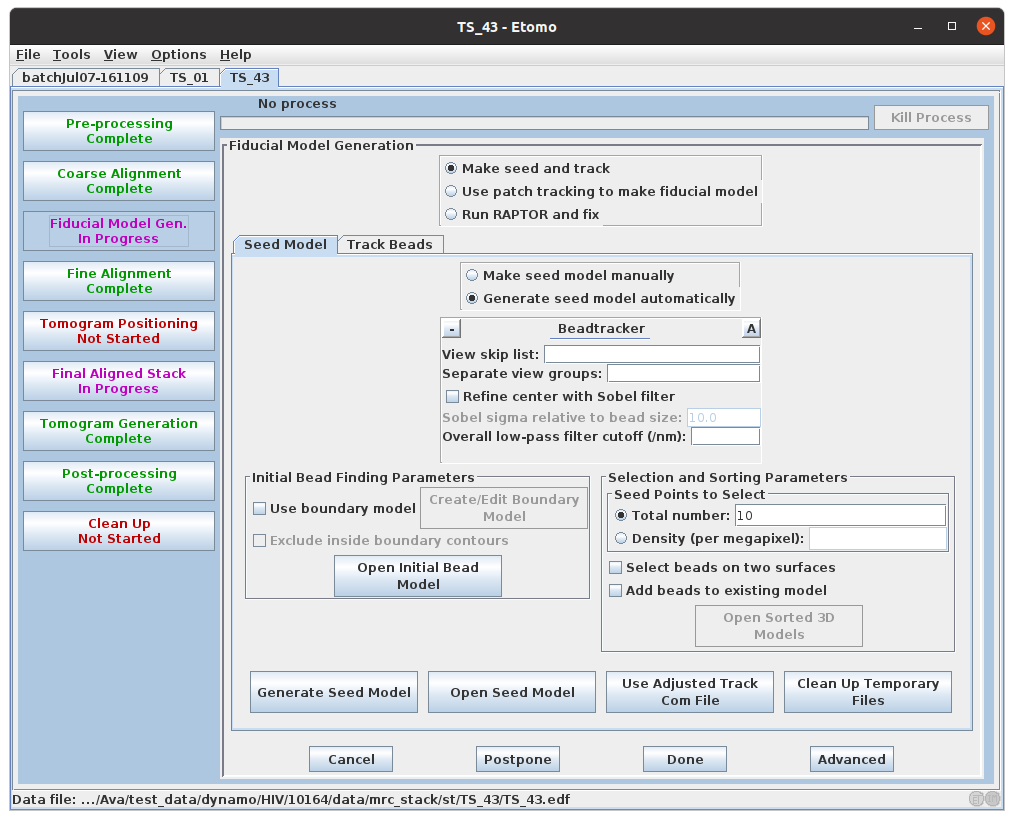 TS_43 - Etomo
File Tools View Options Help
batchJul07-161109 TS_01 TS_43
No process
Kill Process
Pre-processing
Complete
Coarse Alignment
Complete
Fiducial Model Gen.
In Progress
Fine Alignment
Complete
Tomogram Positioning
Not Started
Final Aligned Stack
In Progress
Tomogram Generation
Complete
Post-processing
Complete
Clean Up
Not Started
Fiducial Model Generation
Make seed and track
Use patch tracking to make fiducial model
Run RAPTOR and fix
Seed Model Track Beads
Make seed model manually
Generate seed model automatically
- Beadtracker A
View skip list:
Separate view groups:
Refine center with Sobel filter
Sobel sigma relative to bead size: 10.0
Overall low-pass filter cutoff (/nm):
Initial Bead Finding Parameters
Use boundary model
Create/Edit Boundary
Model
Exclude inside boundary contours
Open Initial Bead
Model
Selection and Sorting Parameters
Seed Points to Select
Total number: 10
Density (per megapixel):
Select beads on two surfaces
Add beads to existing model
Open Sorted 3D
Models
Generate Seed Model
Open Seed Model
Use Adjusted Track
Com File
Clean Up Temporary
Files
Cancel Postpone Done Advanced
Data file: .../Ava/test_data/dynamo/HIV/10164/data/mrc_stack/st/TS_43/TS_43.edf